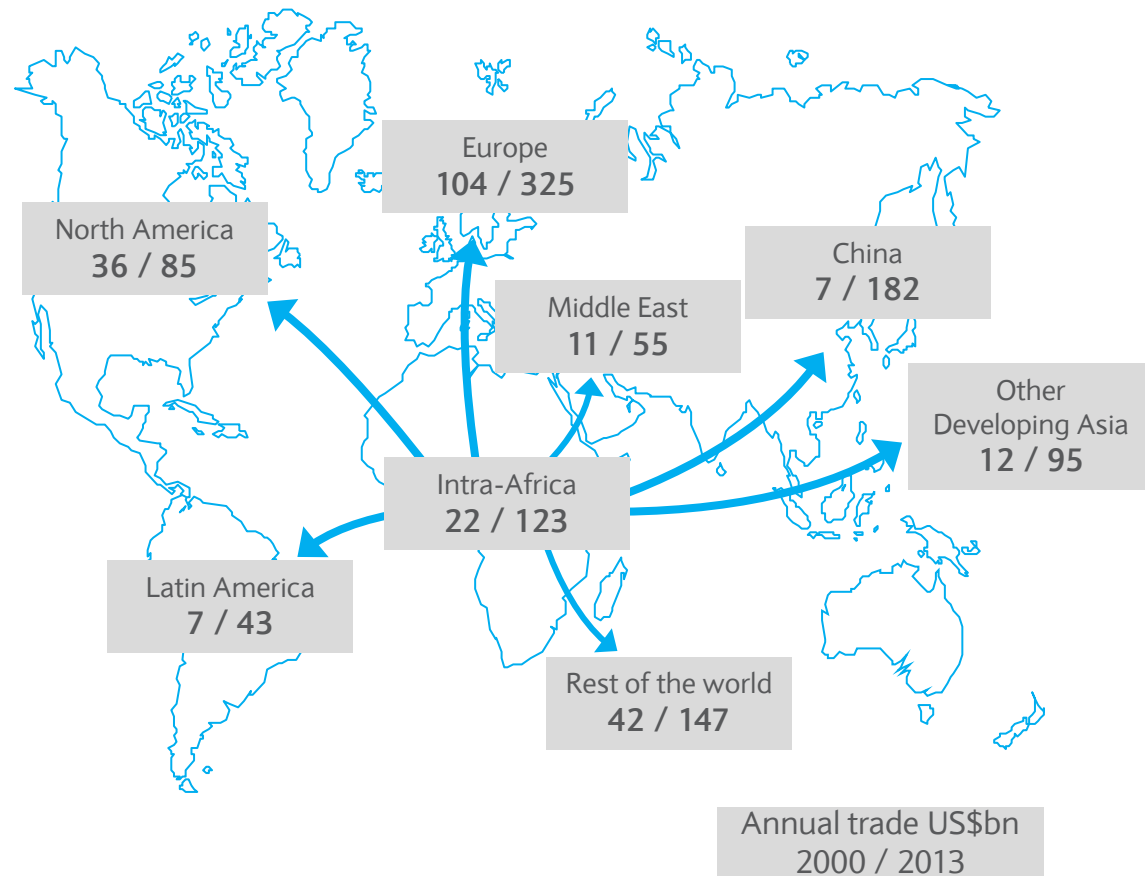 Europe
104 / 325
North America
36 / 85
China
7 / 182
Middle East
11 / 55
Other
Developing Asia
12 / 95
Intra-Africa
22 / 123
Latin America
7 / 43
Rest of the world
42 / 147
Annual trade US$bn
2000 / 2013